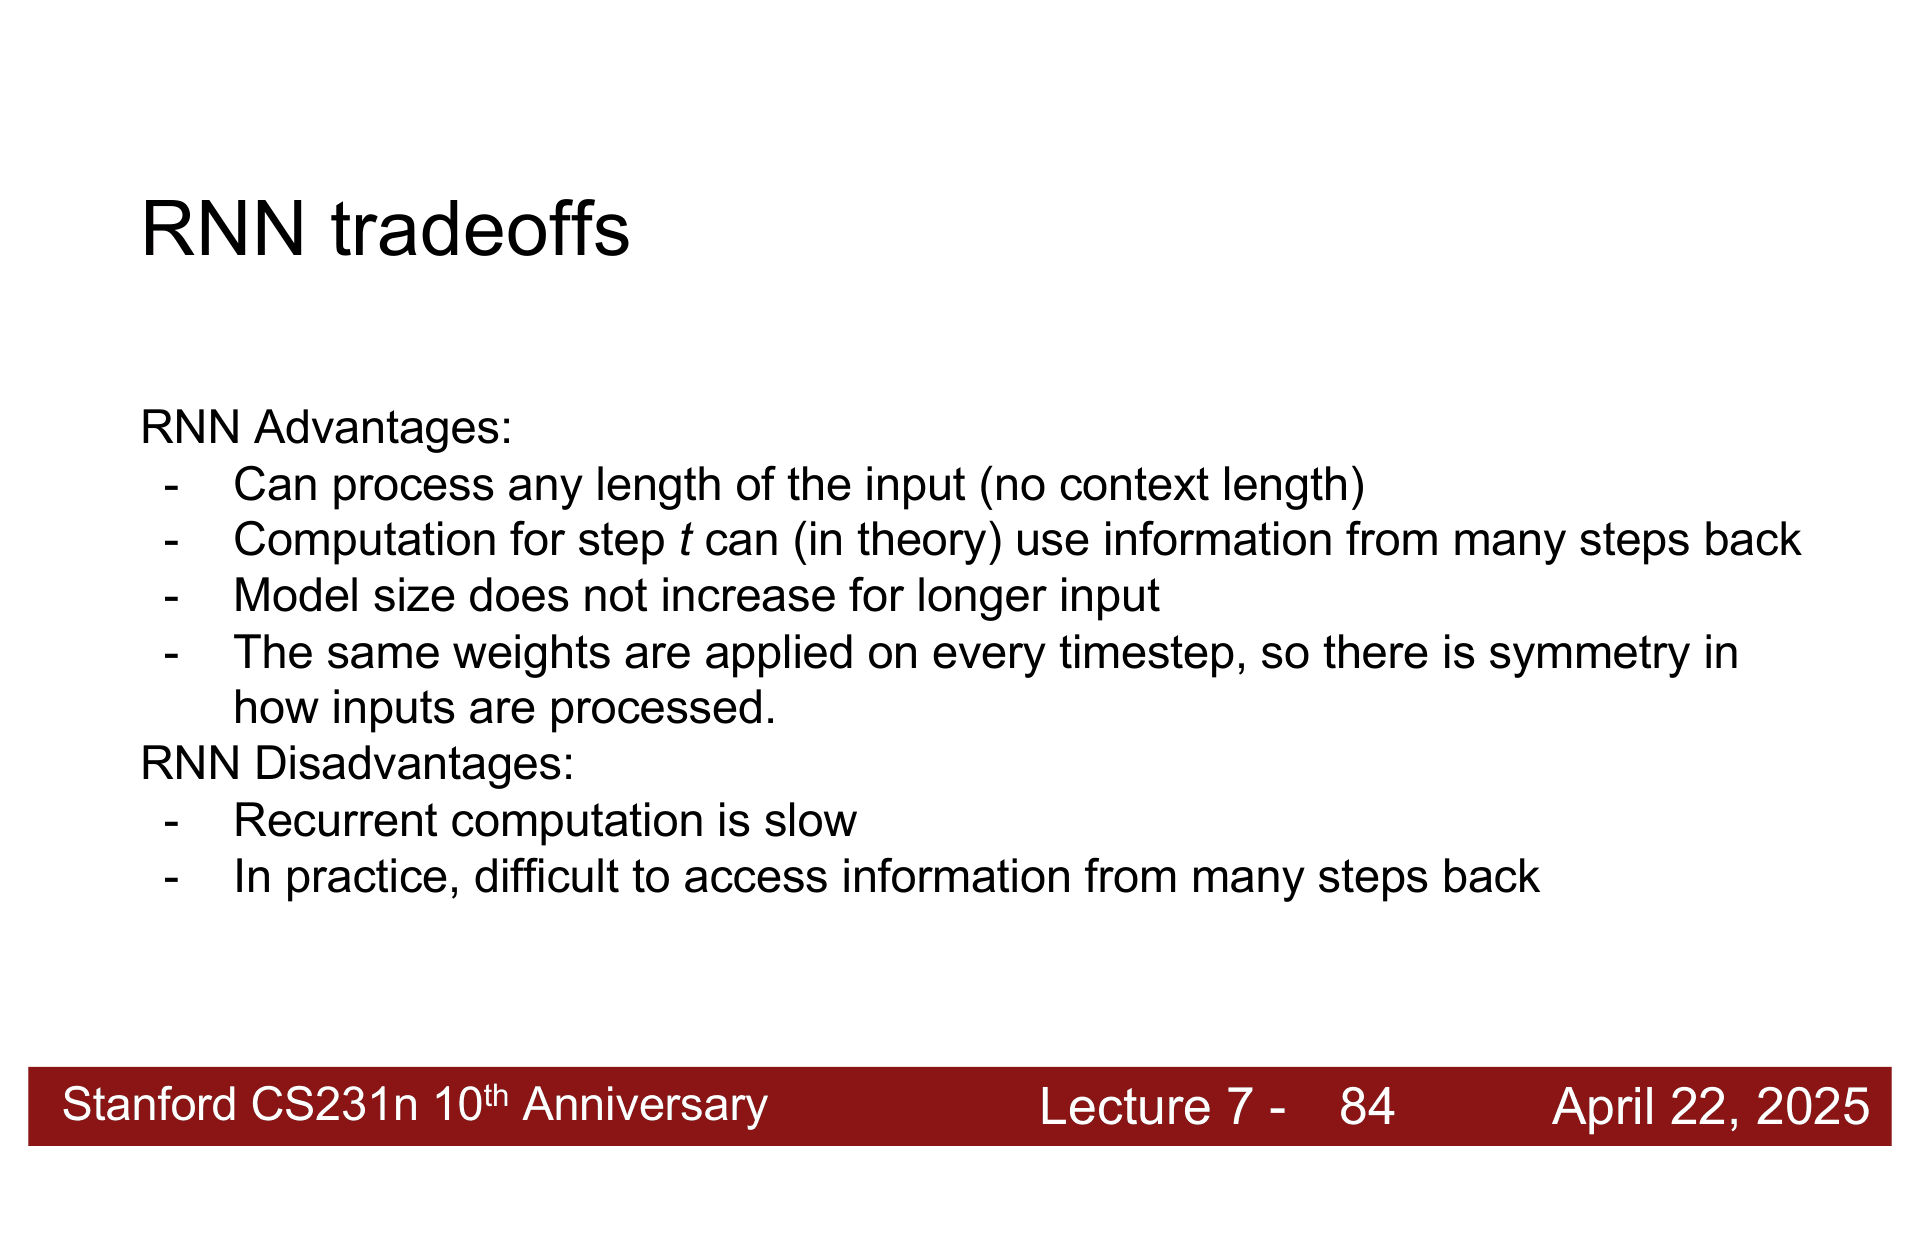 RNN tradeoffs
RNN Advantages:
- Can process any length of the input (no context length)
- Computation for step t can (in theory) use information from many steps back
- Model size does not increase for longer input
- The same weights are applied on every timestep, so there is symmetry in
how inputs are processed.
RNN Disadvantages:
- Recurrent computation is slow
- In practice, difficult to access information from many steps back
Stanford CS231n 10th Anniversary Lecture 7 - 84 April 22, 2025